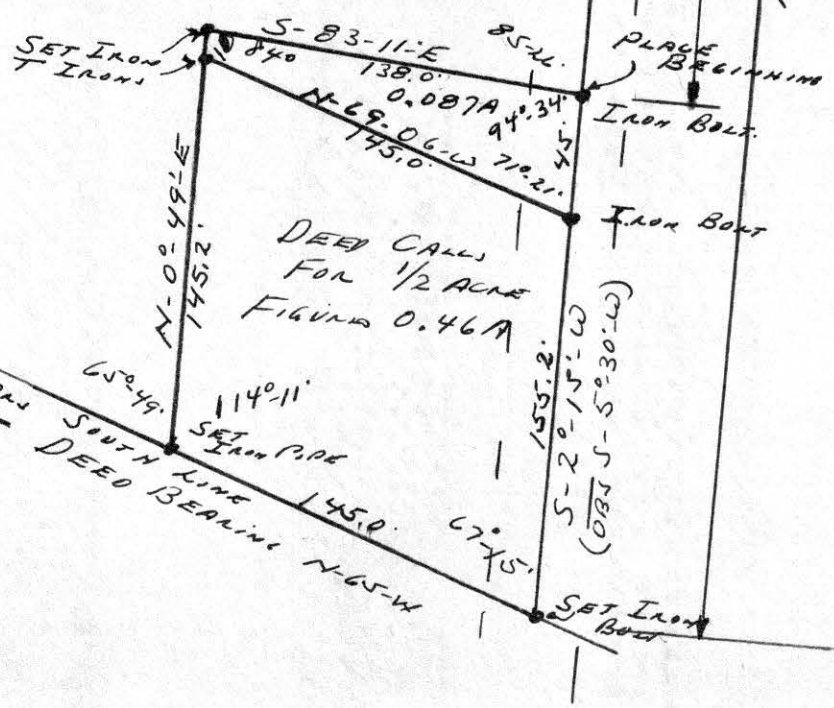 S-83-11'-E
138.0'
0.087A
85-26'
94°-34'
PLACE
BEGINNING
IRON BOLT.
SET IRON
T IRONS
84°
N-69-06-W
145.0'
71°-21'
45'
IRON BOLT
N-0°-49'-E
145.2'
DEED CALLS
FOR 1/2 ACRE
FIGURES 0.46A
155.2'
S-2°-15'-W
(OBS S-5°-30'-W)
65°-49'
114°-11'
SET
IRON PIPE
SOUTH LINE
DEED BEARING N-65-W
145.0'
67°
SET IRON
BOLT